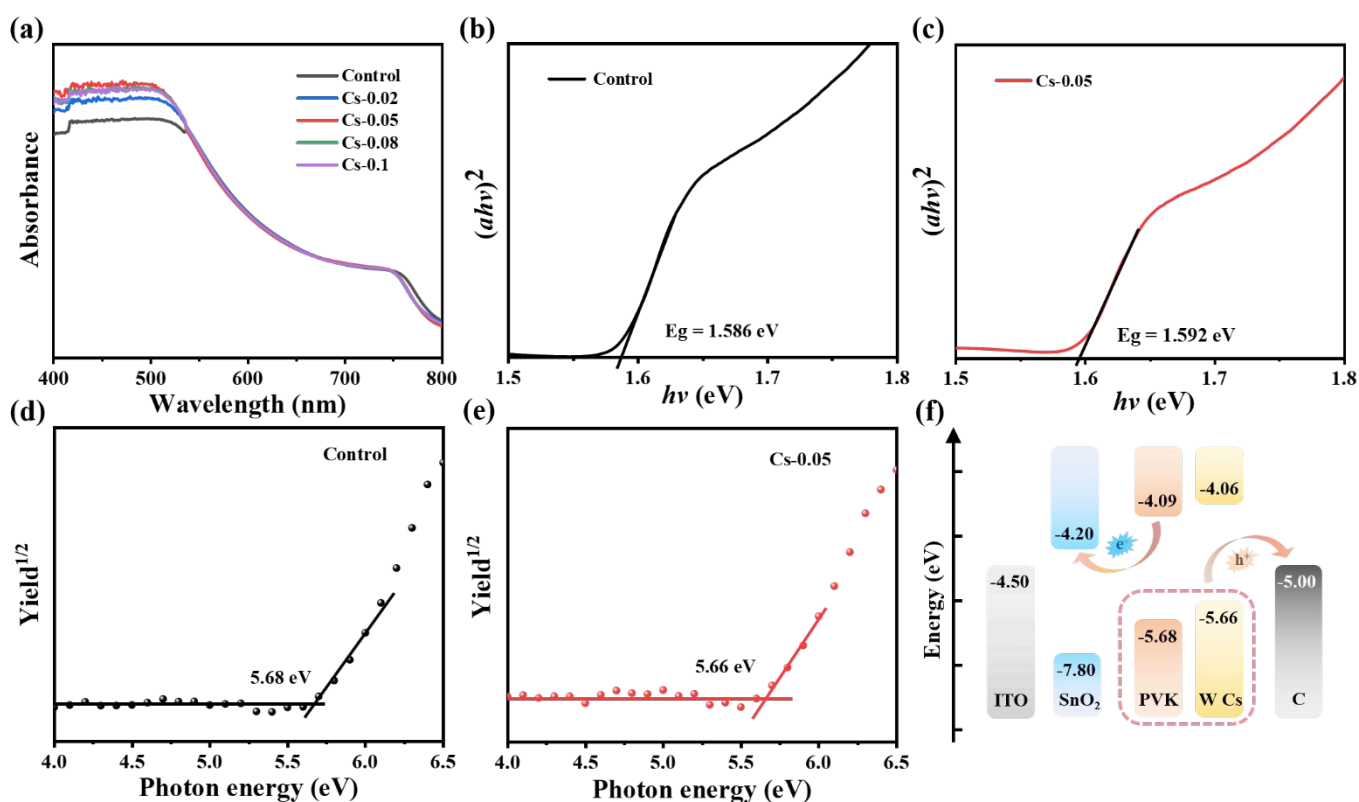 (a)
Absorbance
Control
Cs-0.02
Cs-0.05
Cs-0.08
Cs-0.1
400 500 600 700 800
Wavelength (nm)
(b)
(ahv)²
Control
Eg = 1.586 eV
1.5 1.6 1.7 1.8
hv (eV)
(c)
(ahv)²
Cs-0.05
Eg = 1.592 eV
1.5 1.6 1.7 1.8
hv (eV)
(d)
Yield¹/²
Control
5.68 eV
4.0 4.5 5.0 5.5 6.0 6.5
Photon energy (eV)
(e)
Yield¹/²
Cs-0.05
5.66 eV
4.0 4.5 5.0 5.5 6.0 6.5
Photon energy (eV)
(f)
Energy (eV)
-4.09 -4.06
-4.20
e⁻
h⁺
-4.50 -5.00
-5.66
-5.68
-7.80
ITO SnO₂ PVK W Cs C